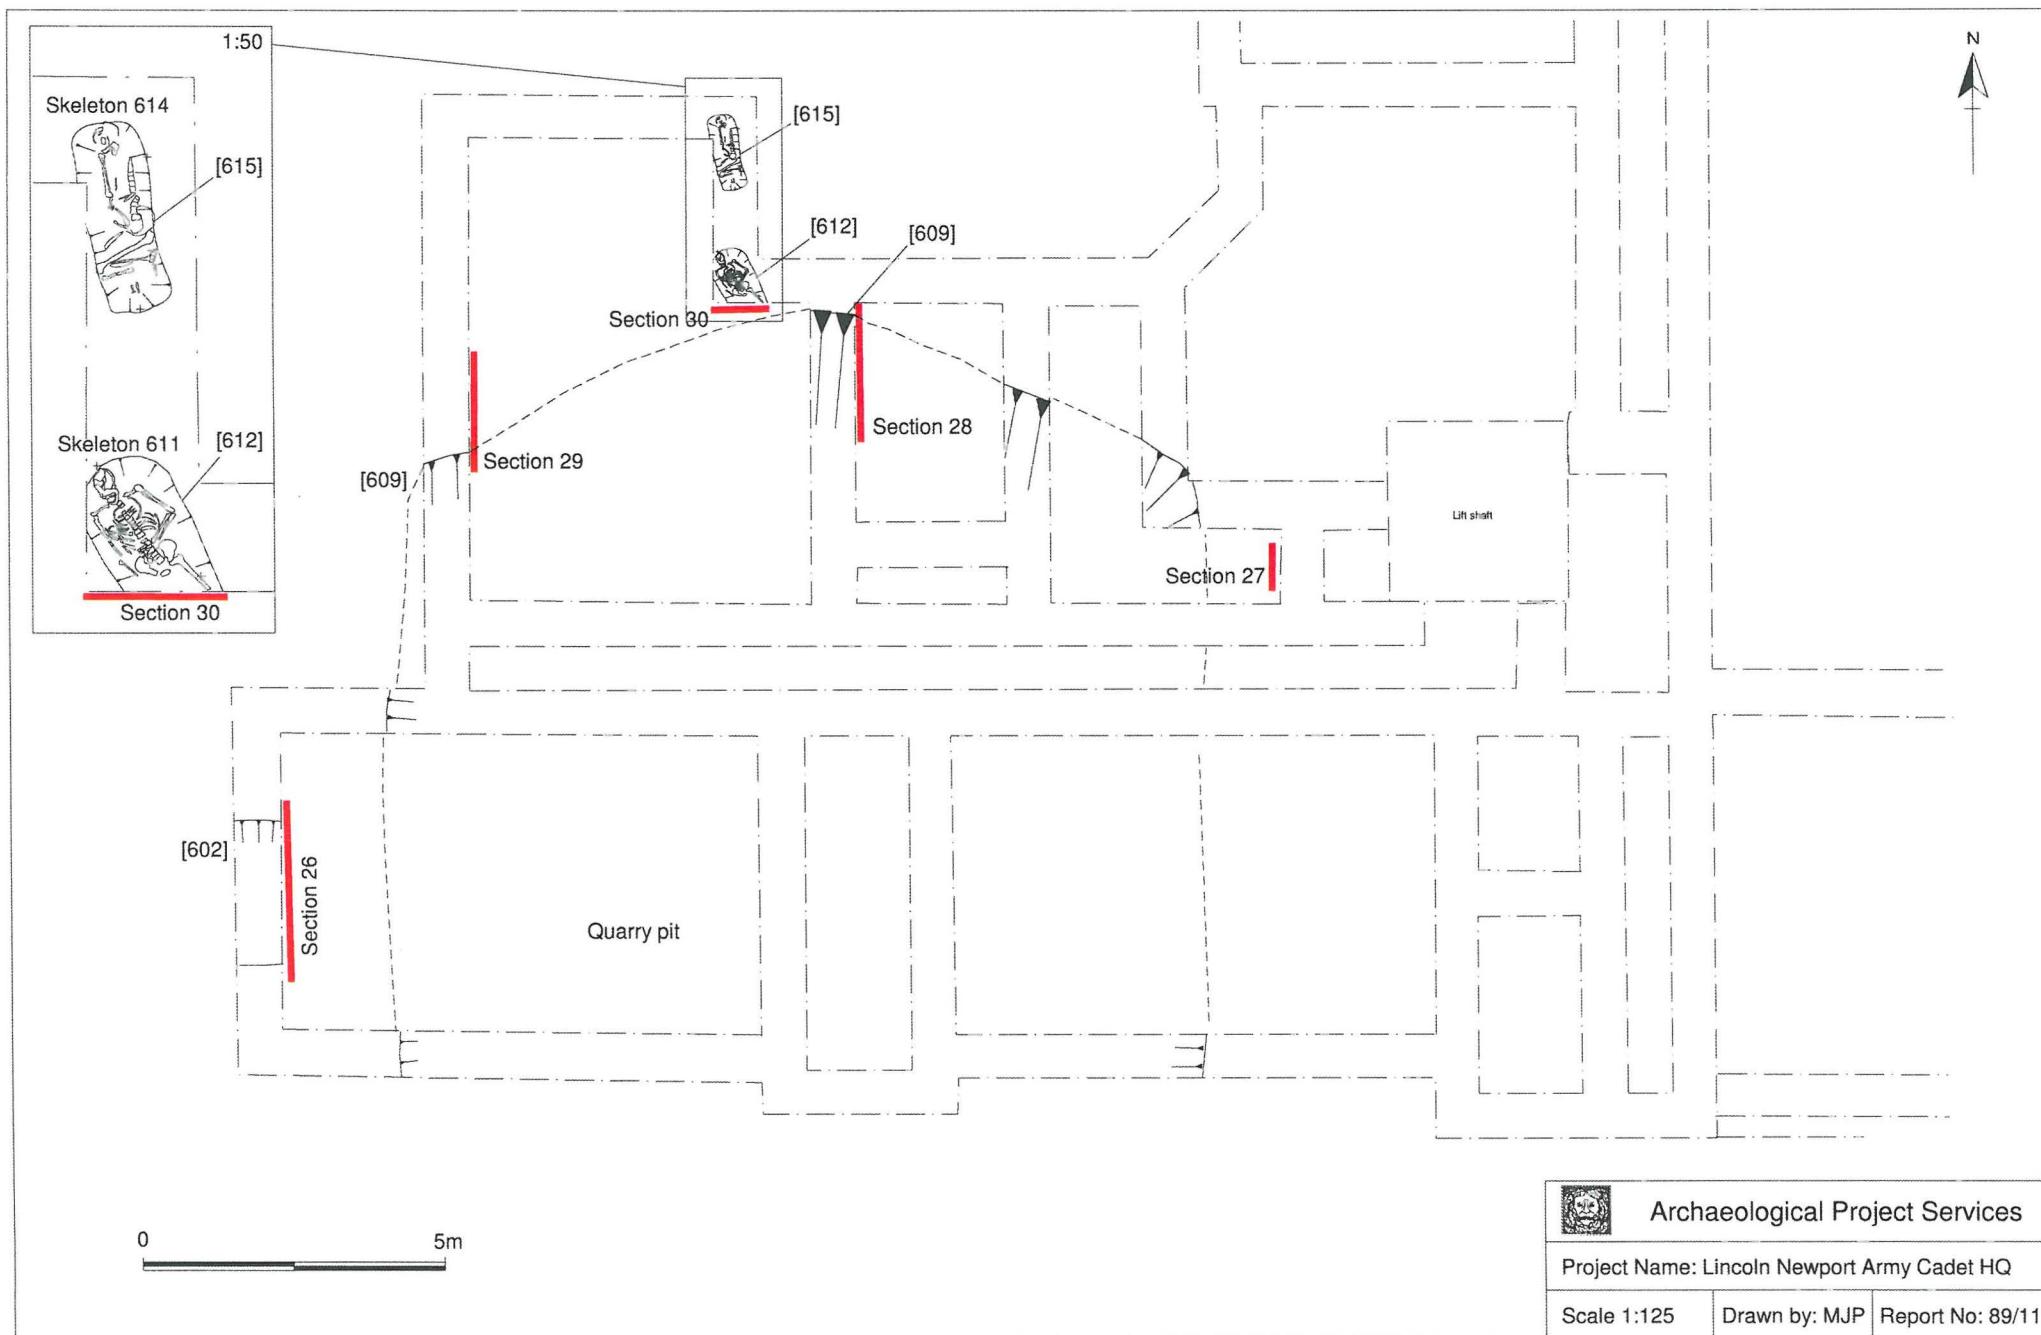 1:50
Skeleton 614
[615]
Skeleton 611
[612]
Section 30
N
[615]
[612]
[609]
Section 30
Section 28
Section 29
[609]
Lift shaft
Section 27
[602]
Section 26
Quarry pit
0 5m
Archaeological Project Services
Project Name: Lincoln Newport Army Cadet HQ
Scale 1:125 Drawn by: MJP Report No: 89/11